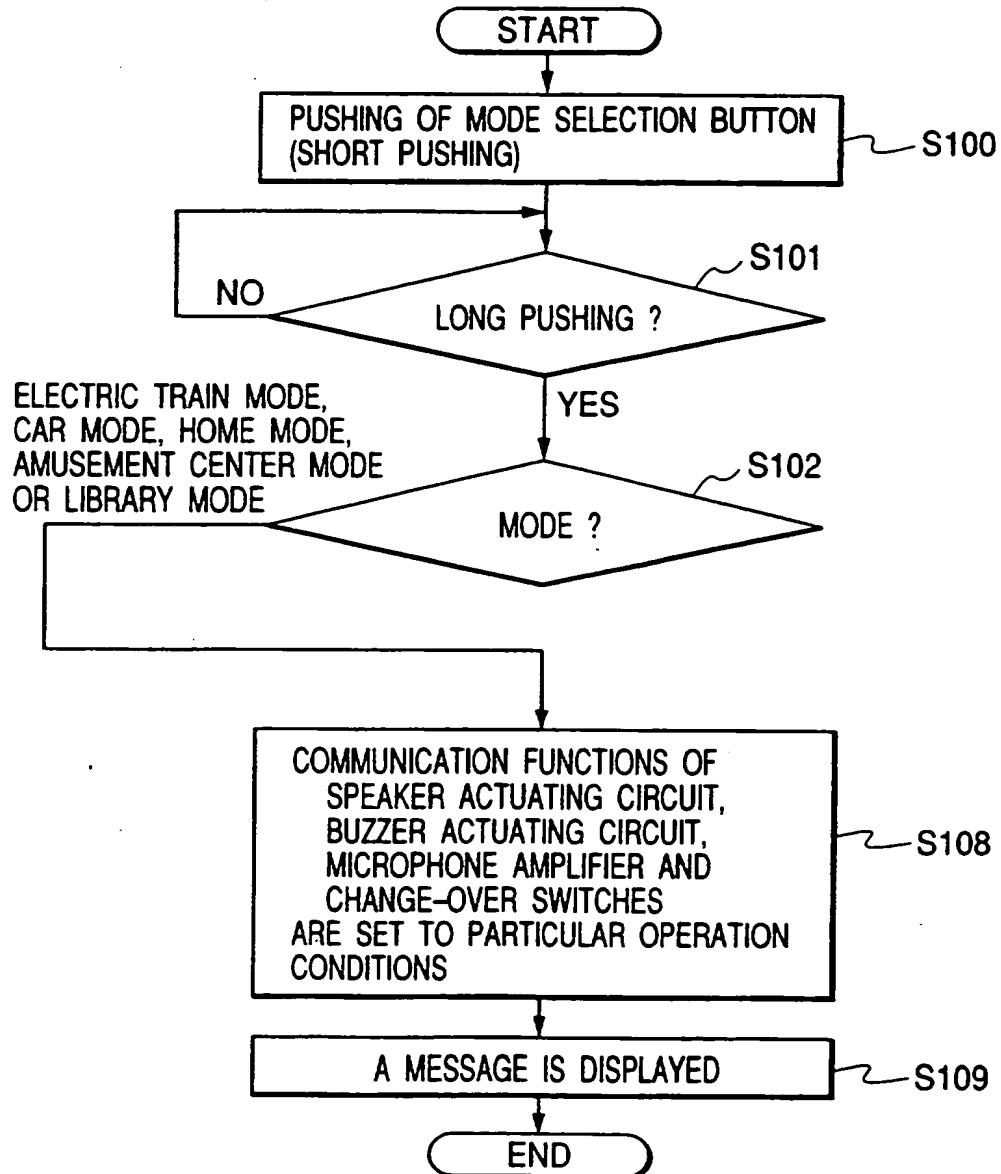 START
PUSHING OF MODE SELECTION BUTTON
(SHORT PUSHING)
S100
S101
NO
LONG PUSHING ?
YES
ELECTRIC TRAIN MODE,
CAR MODE, HOME MODE,
AMUSEMENT CENTER MODE
OR LIBRARY MODE
S102
MODE ?
COMMUNICATION FUNCTIONS OF
SPEAKER ACTUATING CIRCUIT,
BUZZER ACTUATING CIRCUIT,
MICROPHONE AMPLIFIER AND
CHANGE-OVER SWITCHES
ARE SET TO PARTICULAR OPERATION
CONDITIONS
S108
A MESSAGE IS DISPLAYED
S109
END